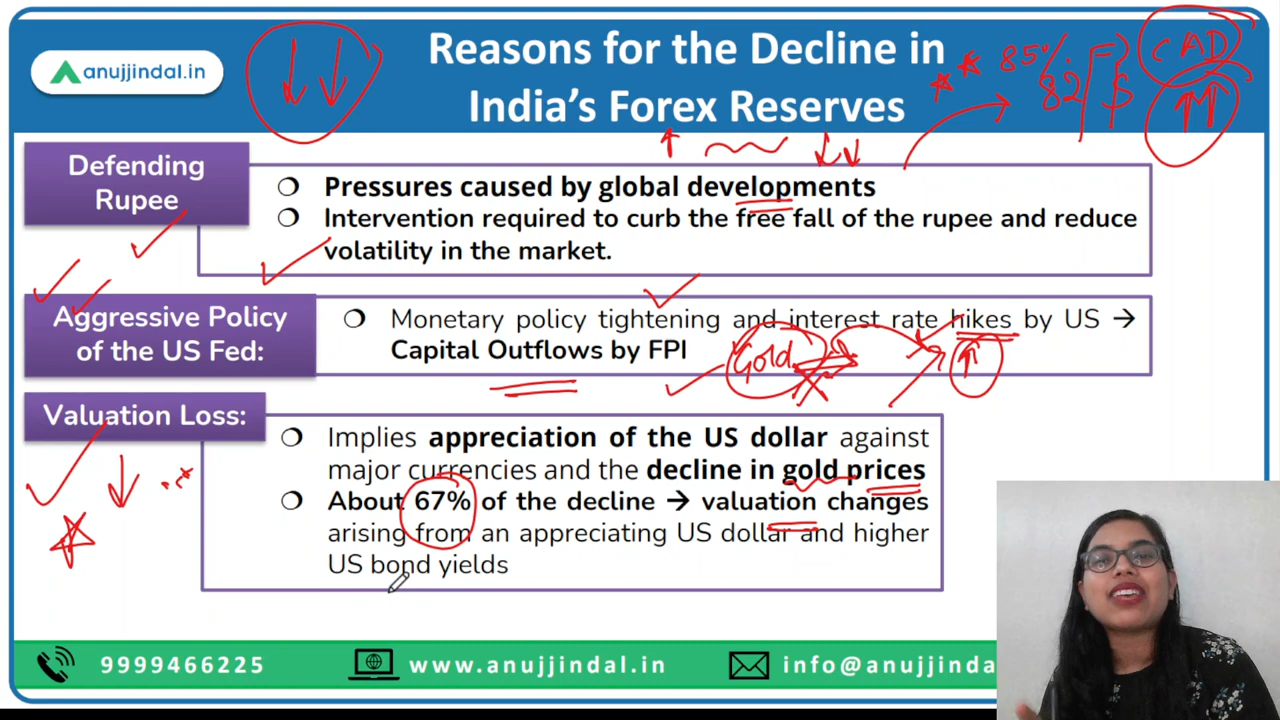 anujjindal.in
Reasons for the Decline in
India's Forex Reserves
85%
82/$
CAD
Defending
Rupee
❍ Pressures caused by global developments
❍ Intervention required to curb the free fall of the rupee and reduce
volatility in the market.
Aggressive Policy
of the US Fed:
❍ Monetary policy tightening and interest rate hikes by US →
Capital Outflows by FPI
Gold
Valuation Loss:
❍ Implies appreciation of the US dollar against
major currencies and the decline in gold prices
❍ About 67% of the decline → valuation changes
arising from an appreciating US dollar and higher
US bond yields
9999466225
www.anujjindal.in
info@anujjinda